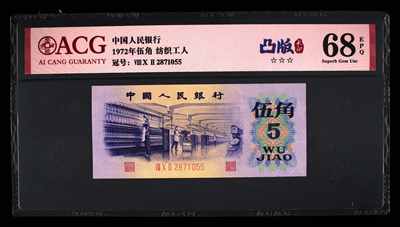 ACG
AI CANG GUARANTY
中国人民银行
1972年伍角 纺织工人
冠号: Ⅶ X Ⅱ 2871055
凸版
☆☆☆
68
EPQ
Superb Gem Unc
中國人民銀行
伍角
5
WU
JIAO
Ⅶ X Ⅱ 2871055